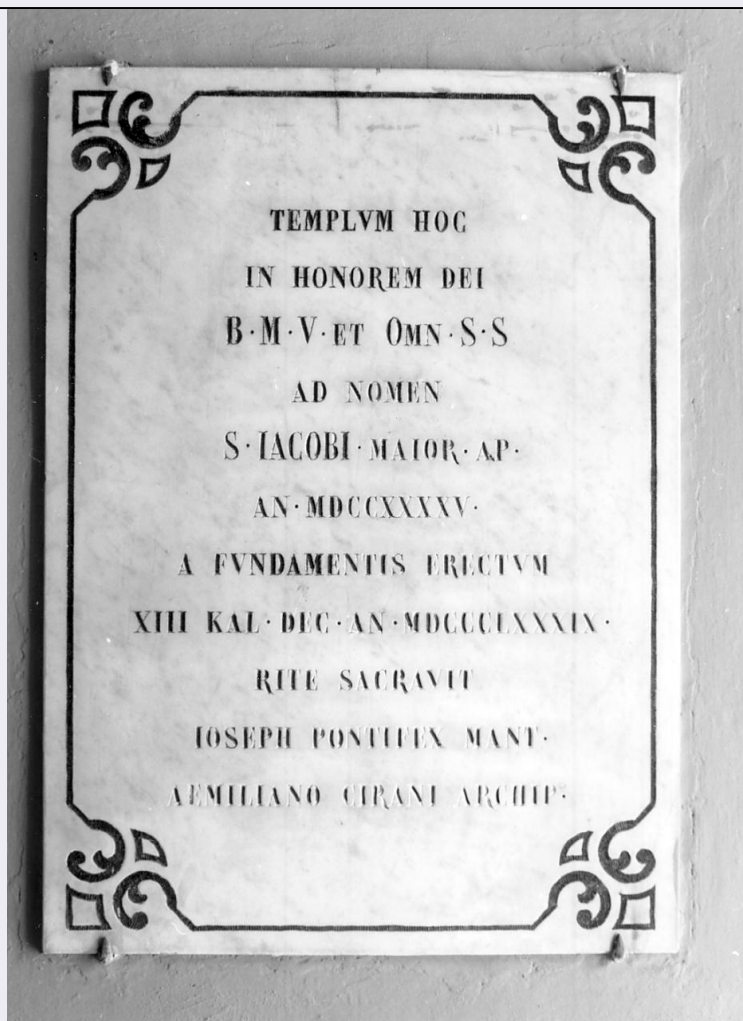 TEMPLVM HOC
IN HONOREM DEI
B·M·V·ET OMN·S·S
AD NOMEN
S·IACOBI·MAIOR·AP·
AN·MDCCXXXXV·
A FVNDAMENTIS ERECTVM
XIII KAL·DEC·AN·MDCCCLXXXIX·
RITE SACRAVIT
IOSEPH PONTIFEX MANT·
AEMILIANO CIRANI ARCHIP·